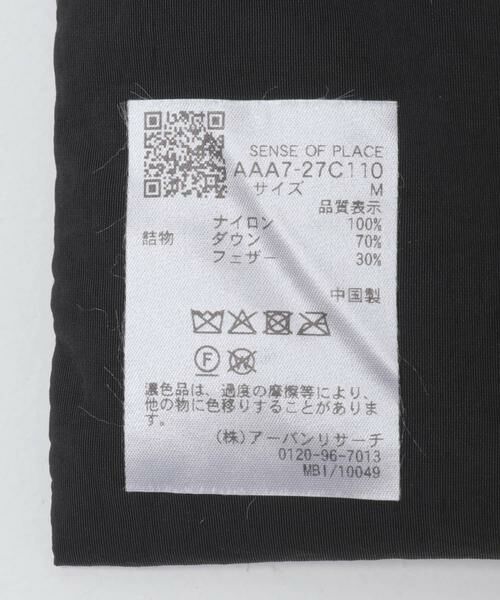 SENSE OF PLACE
AAA7-27C110
サイズ M
品質表示
ナイロン 100%
詰物 ダウン 70%
フェザー 30%
中国製
F
W
濃色品は、過度の摩擦等により、
他の物に色移りすることがありま
す。
(株)アーバンリサーチ
0120-96-7013
MBI/10049